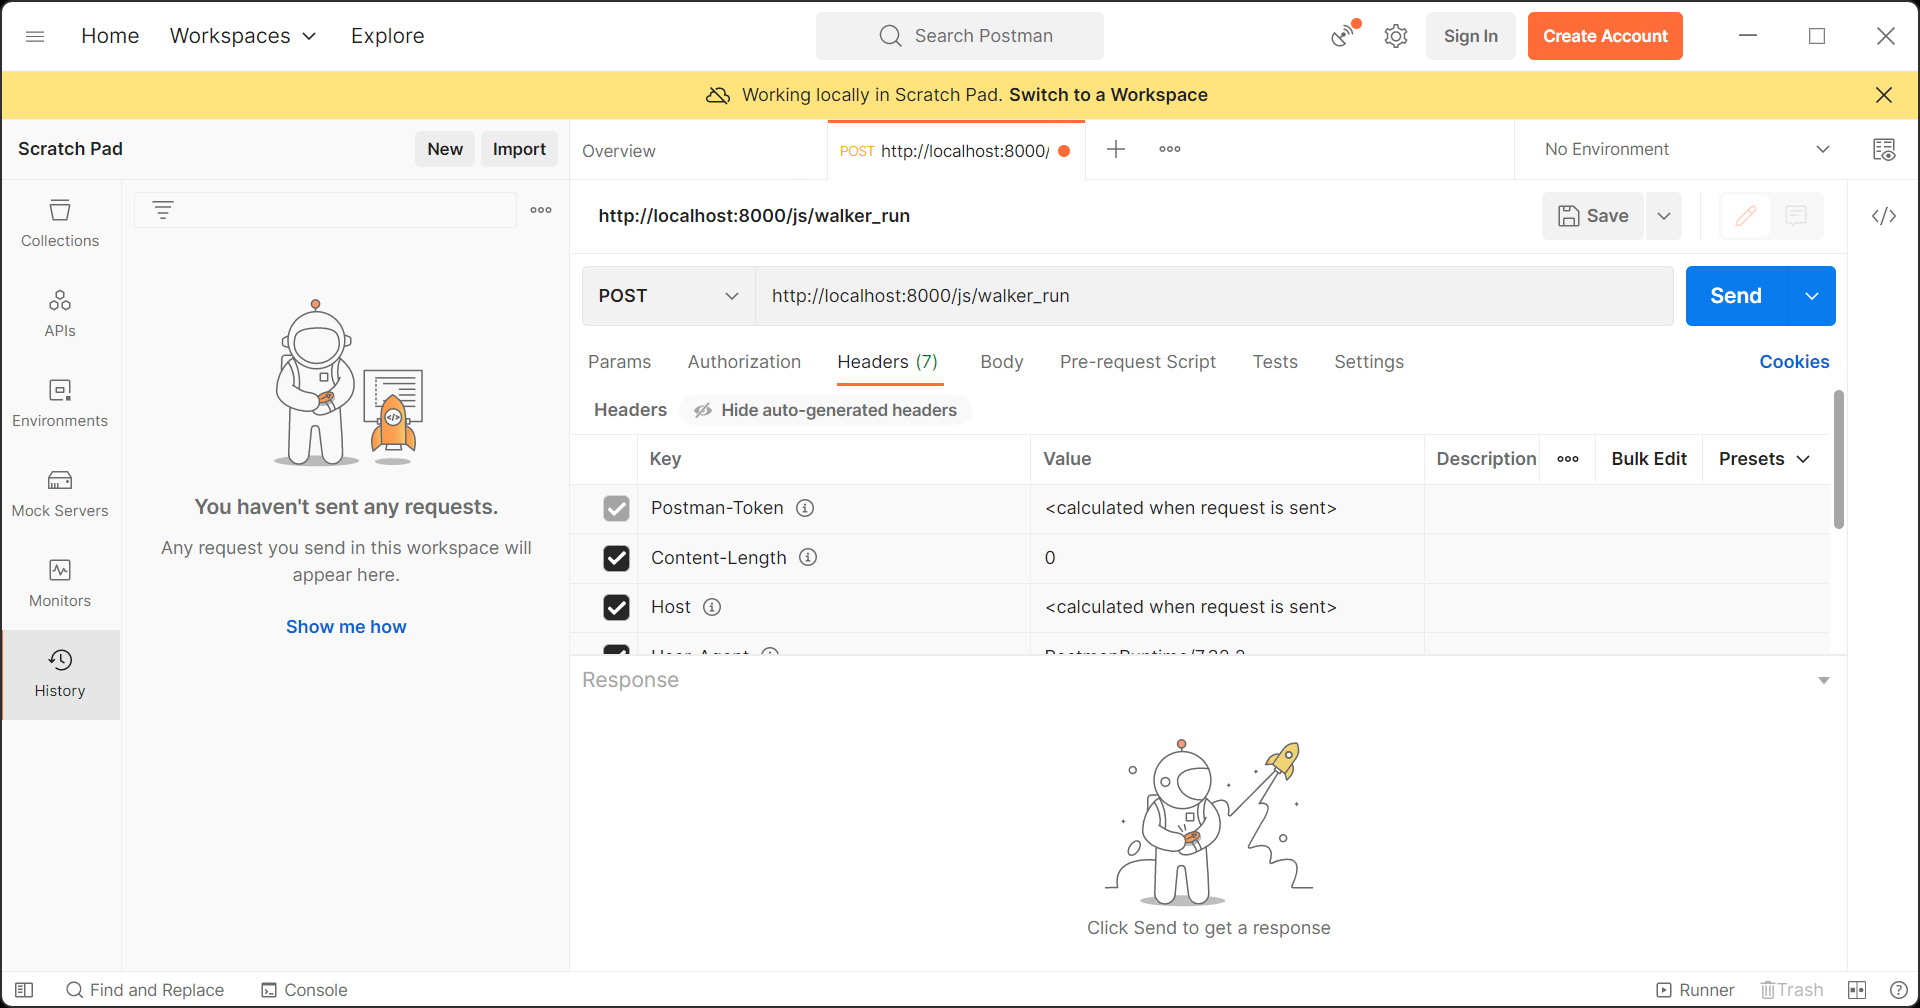 Home Workspaces Explore Search Postman Sign In Create Account
Working locally in Scratch Pad. Switch to a Workspace
Scratch Pad New Import Overview POST http://localhost:8000/ No Environment
http://localhost:8000/js/walker_run Save
POST http://localhost:8000/js/walker_run Send
Params Authorization Headers (7) Body Pre-request Script Tests Settings Cookies
Headers Hide auto-generated headers
Key Value Description Bulk Edit Presets
Postman-Token <calculated when request is sent>
Content-Length 0
Host <calculated when request is sent>
User-Agent
Response
Click Send to get a response
Collections
APIs
Environments
Mock Servers
Monitors
History
You haven't sent any requests.
Any request you send in this workspace will
appear here.
Show me how
Find and Replace Console Runner Trash